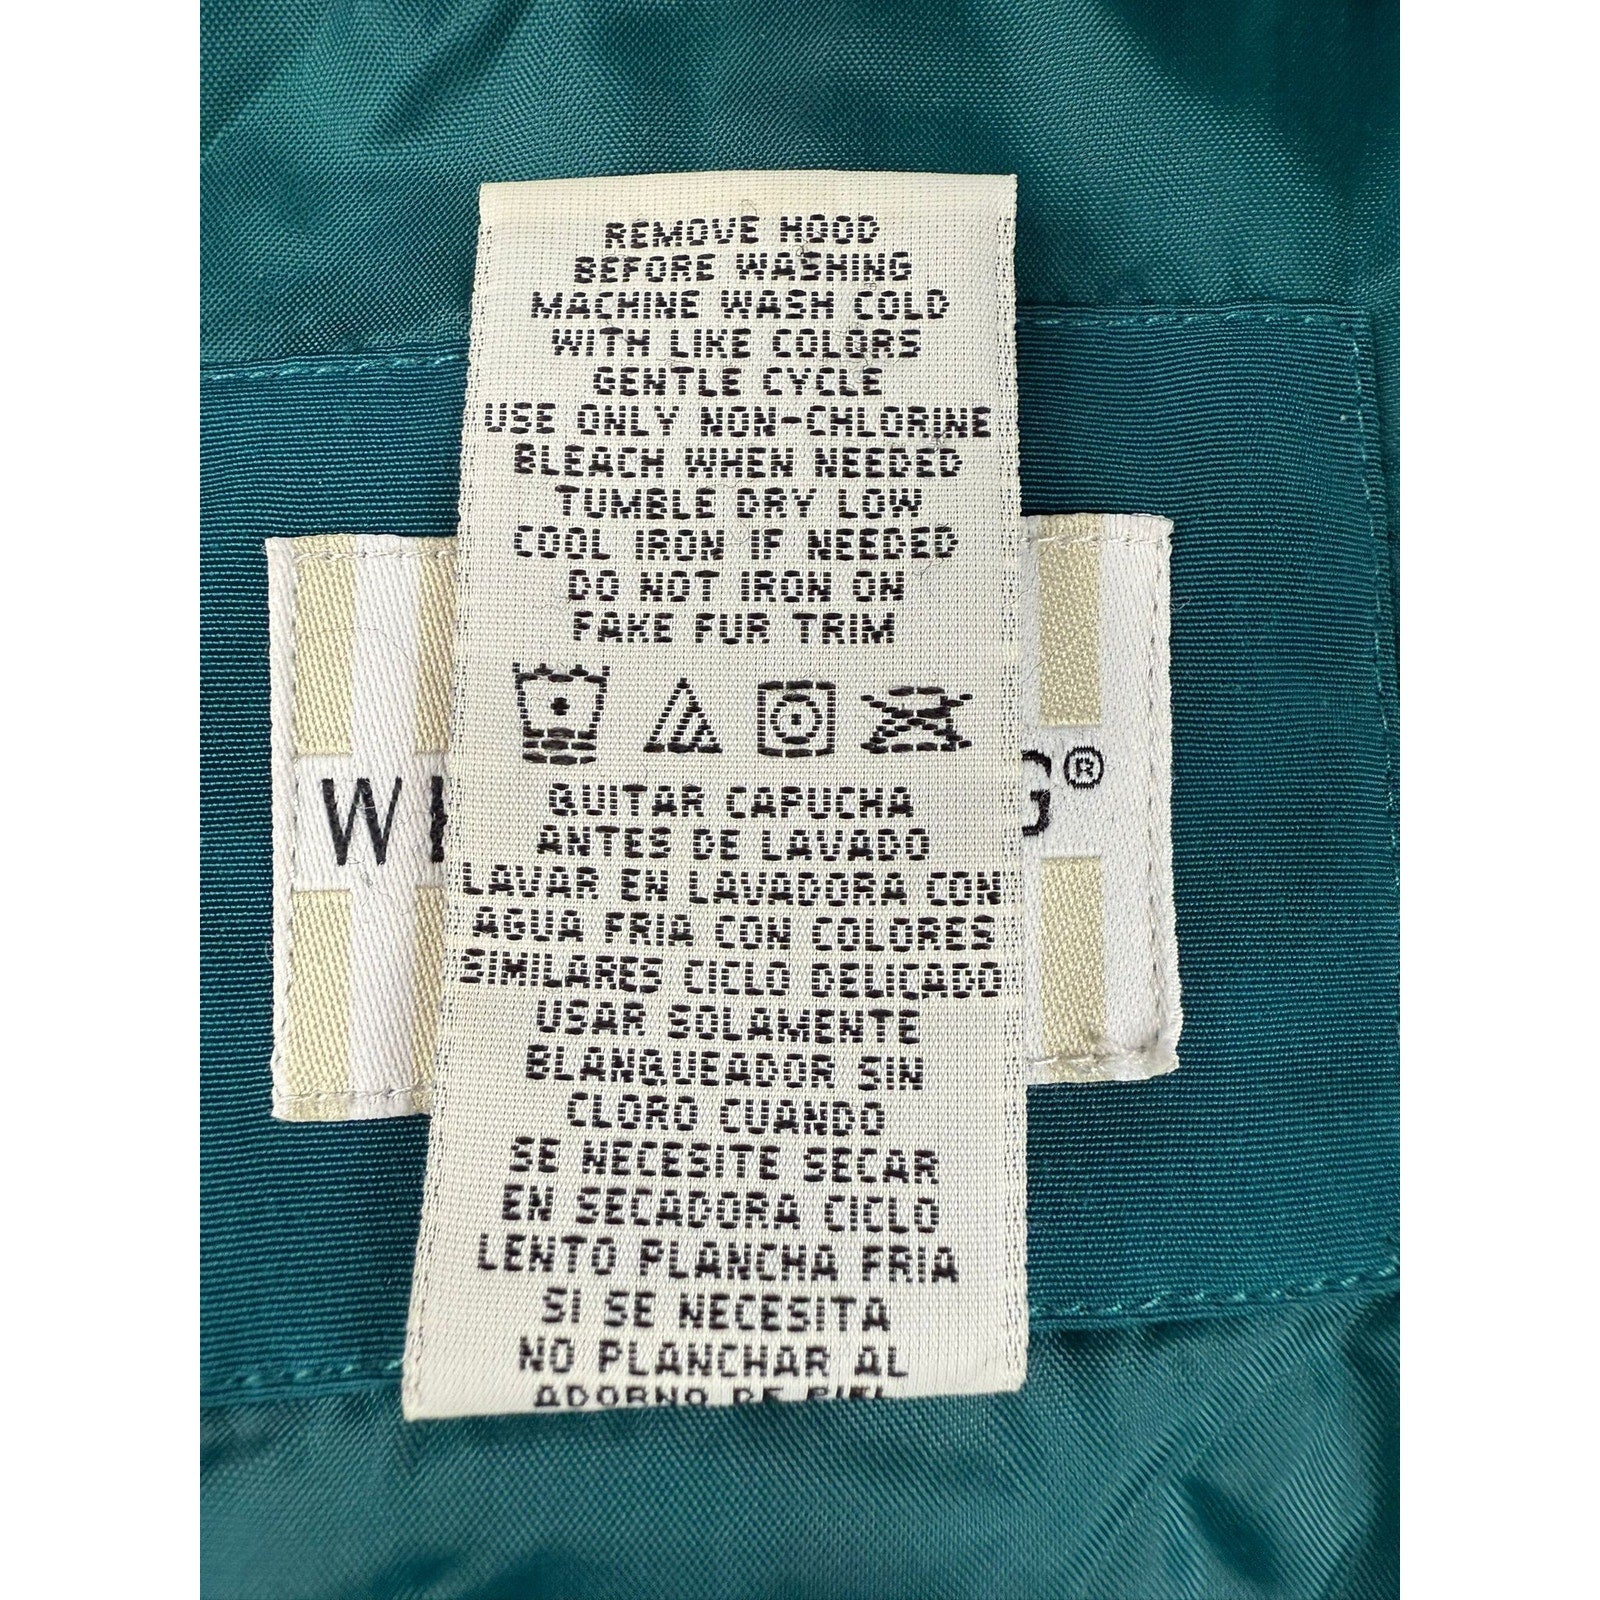 REMOVE HOOD
BEFORE WASHING
MACHINE WASH COLD
WITH LIKE COLORS
GENTLE CYCLE
USE ONLY NON-CHLORINE
BLEACH WHEN NEEDED
TUMBLE DRY LOW
COOL IRON IF NEEDED
DO NOT IRON ON
FAKE FUR TRIM
W G®
QUITAR CAPUCHA
ANTES DE LAVADO
LAVAR EN LAVADORA CON
AGUA FRIA CON COLORES
SIMILARES CICLO DELICADO
USAR SOLAMENTE
BLANQUEADOR SIN
CLORO CUANDO
SE NECESITE SECAR
EN SECADORA CICLO
LENTO PLANCHA FRIA
SI SE NECESITA
NO PLANCHAR AL
ADORNO DE PIEL